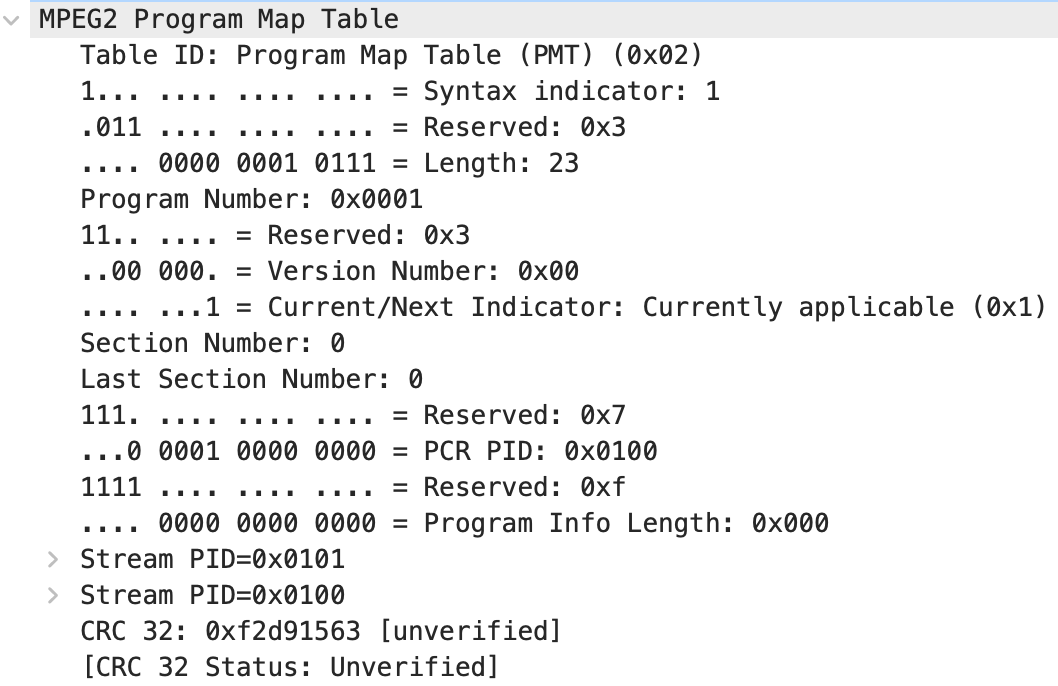 MPEG2 Program Map Table
Table ID: Program Map Table (PMT) (0x02)
1... .... .... .... = Syntax indicator: 1
.011 .... .... .... = Reserved: 0x3
.... 0000 0001 0111 = Length: 23
Program Number: 0x0001
11.. .... = Reserved: 0x3
..00 000. = Version Number: 0x00
.... ...1 = Current/Next Indicator: Currently applicable (0x1)
Section Number: 0
Last Section Number: 0
111. .... .... .... = Reserved: 0x7
...0 0001 0000 0000 = PCR PID: 0x0100
1111 .... .... .... = Reserved: 0xf
.... 0000 0000 0000 = Program Info Length: 0x000
Stream PID=0x0101
Stream PID=0x0100
CRC 32: 0xf2d91563 [unverified]
[CRC 32 Status: Unverified]